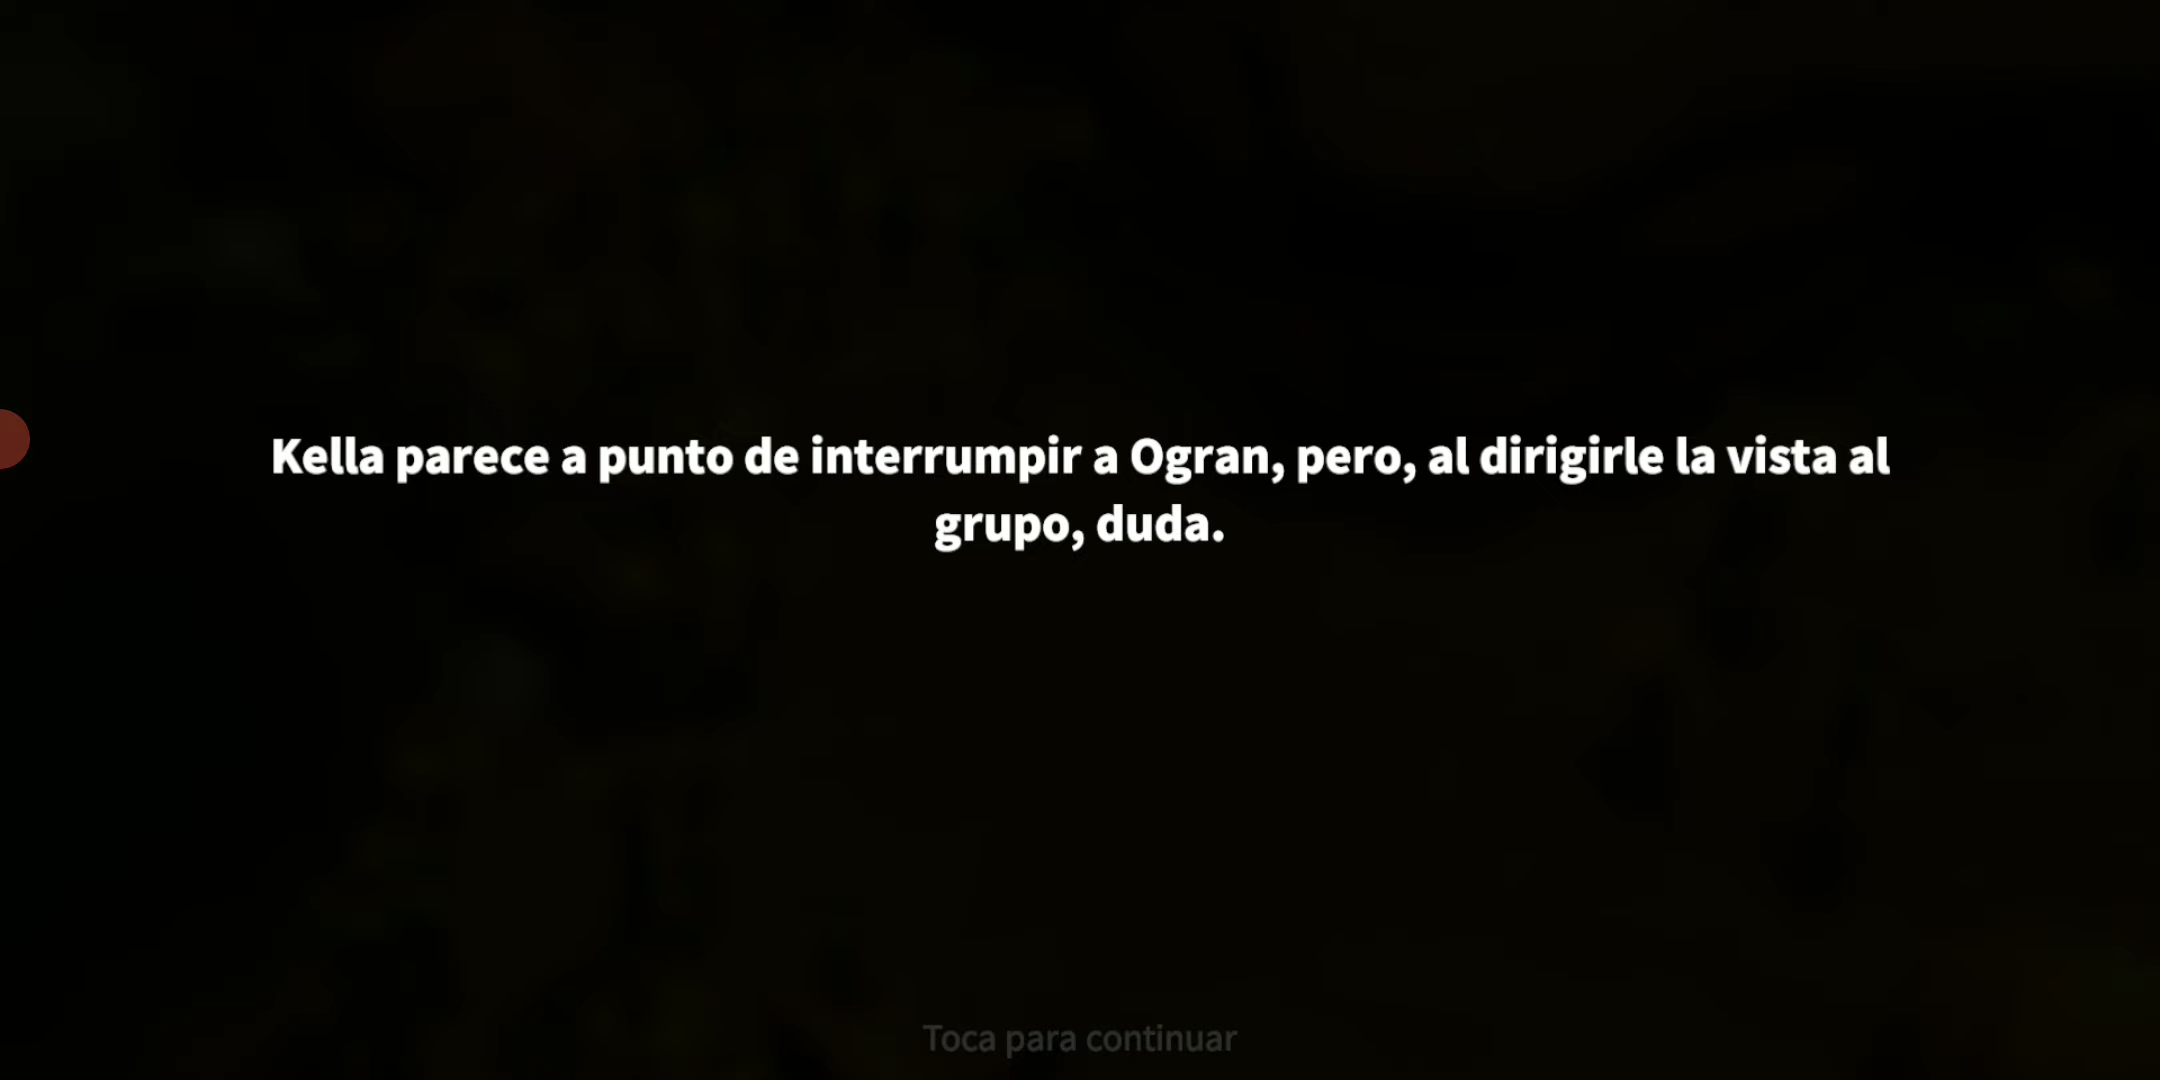 Kella parece a punto de interrumpir a Ogran, pero, al dirigirle la vista al
grupo, duda.
Toca para continuar